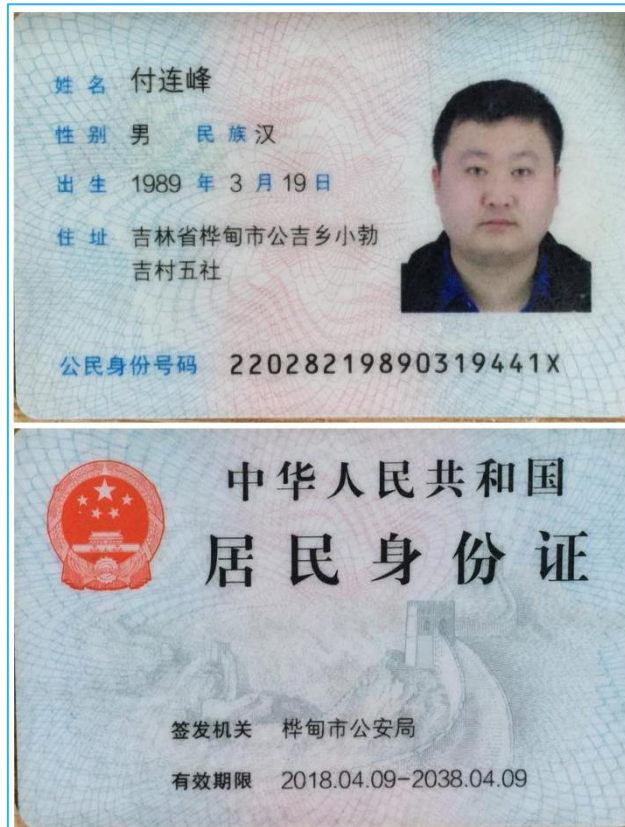 姓名 付连峰
性别 男 民族 汉
出生 1989 年 3 月 19 日
住址 吉林省桦甸市公吉乡小勃
吉村五社
公民身份号码 22028219890319441X
中华人民共和国
居民身份证
签发机关 桦甸市公安局
有效期限 2018.04.09-2038.04.09